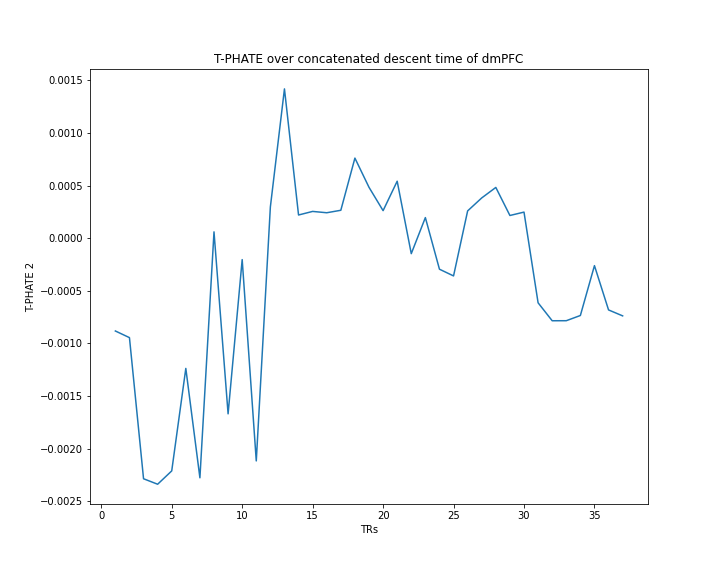 T-PHATE over concatenated descent time of dmPFC
0.0015
0.0010
0.0005
0.0000
−0.0005
−0.0010
−0.0015
−0.0020
−0.0025
T-PHATE 2
0 5 10 15 20 25 30 35
TRs